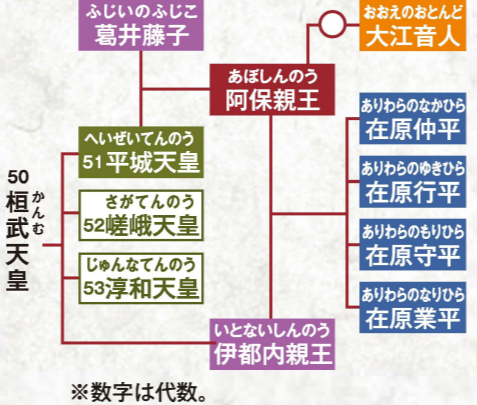 ふじいのふじこ
葛井藤子
おおえのおとんど
大江音人
あぼしんのう
阿保親王
へいぜいてんのう
51平城天皇
さがてんのう
52嵯峨天皇
じゅんなてんのう
53淳和天皇
50
桓武天皇
かんむ
ありわらのなかひら
在原仲平
ありわらのゆきひら
在原行平
ありわらのもりひら
在原守平
ありわらのなりひら
在原業平
いとないしんのう
伊都内親王
※数字は代数。